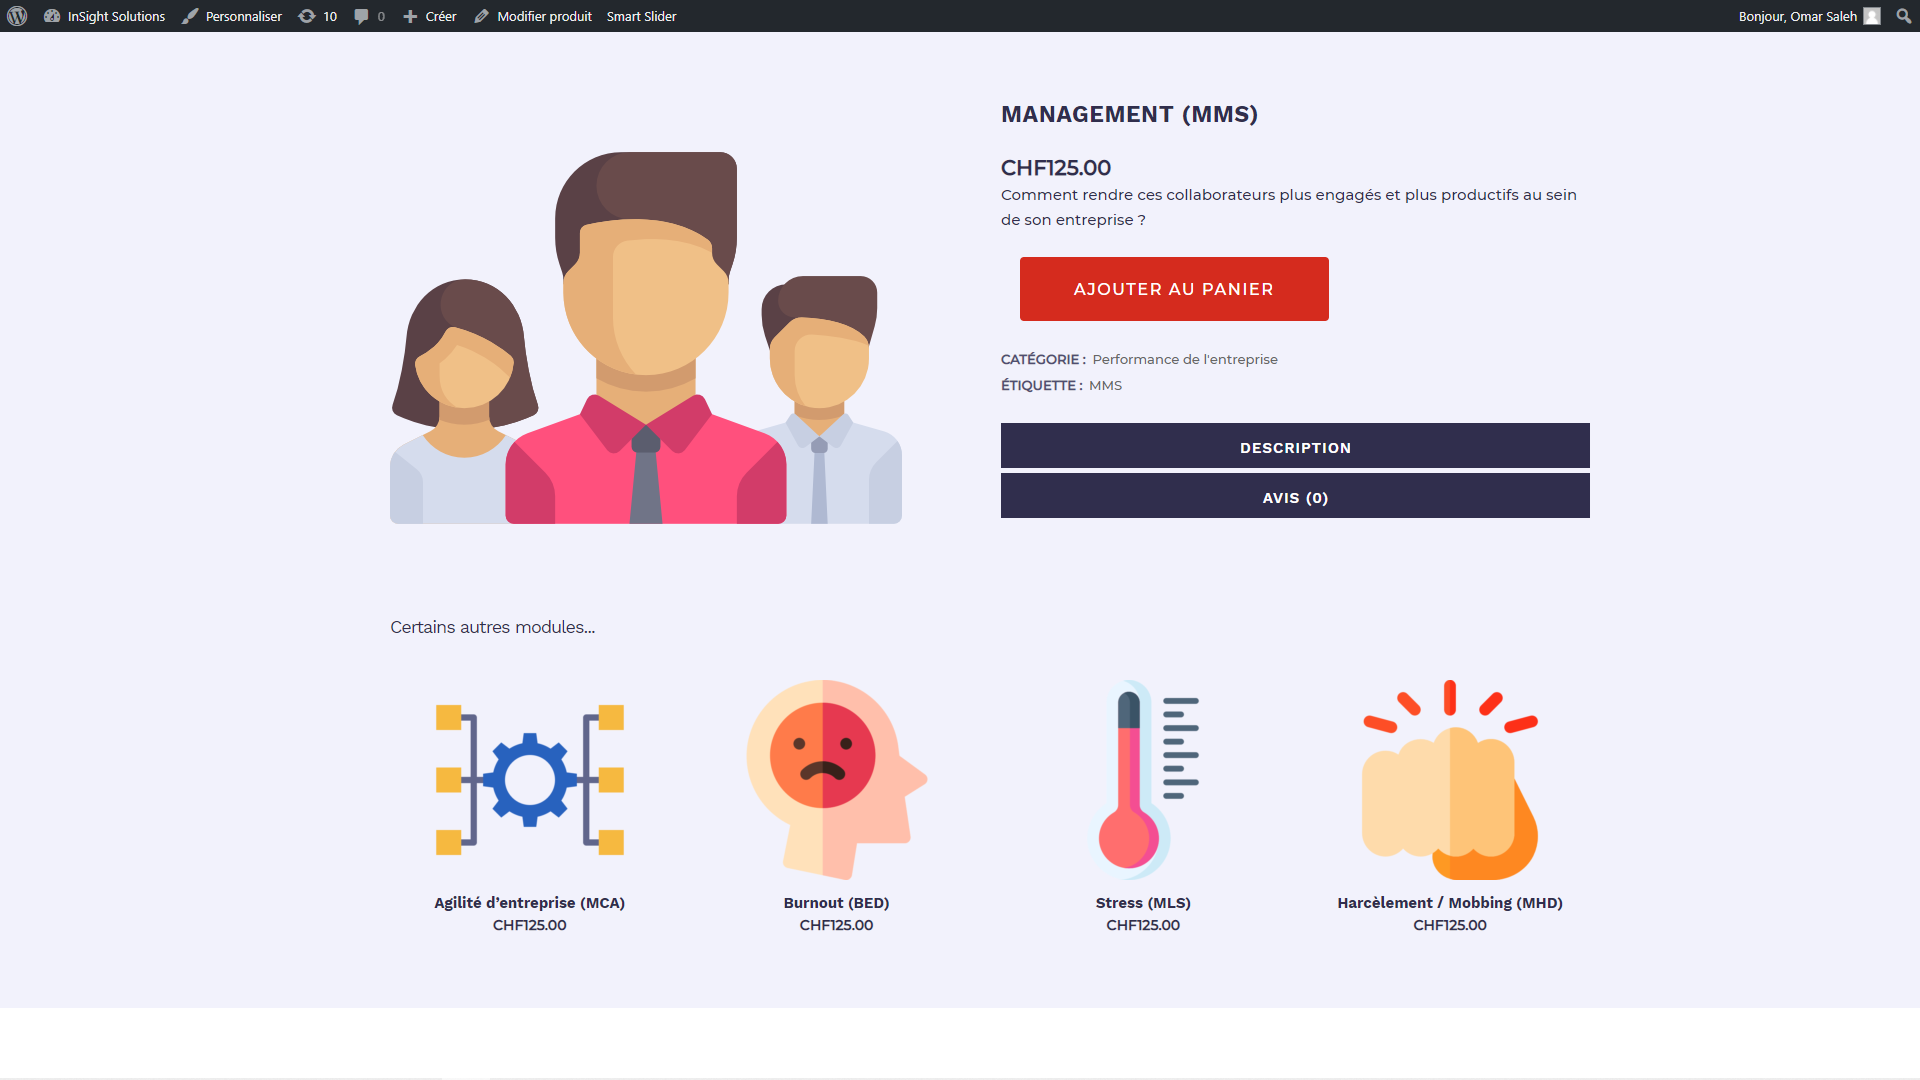 InSight Solutions Personnaliser 10 0 Créer Modifier produit Smart Slider Bonjour, Omar Saleh
MANAGEMENT (MMS)
CHF125.00
Comment rendre ces collaborateurs plus engagés et plus productifs au sein
de son entreprise ?
AJOUTER AU PANIER
CATÉGORIE : Performance de l'entreprise
ÉTIQUETTE : MMS
DESCRIPTION
AVIS (0)
Certains autres modules...
Agilité d’entreprise (MCA)
CHF125.00
Burnout (BED)
CHF125.00
Stress (MLS)
CHF125.00
Harcèlement / Mobbing (MHD)
CHF125.00